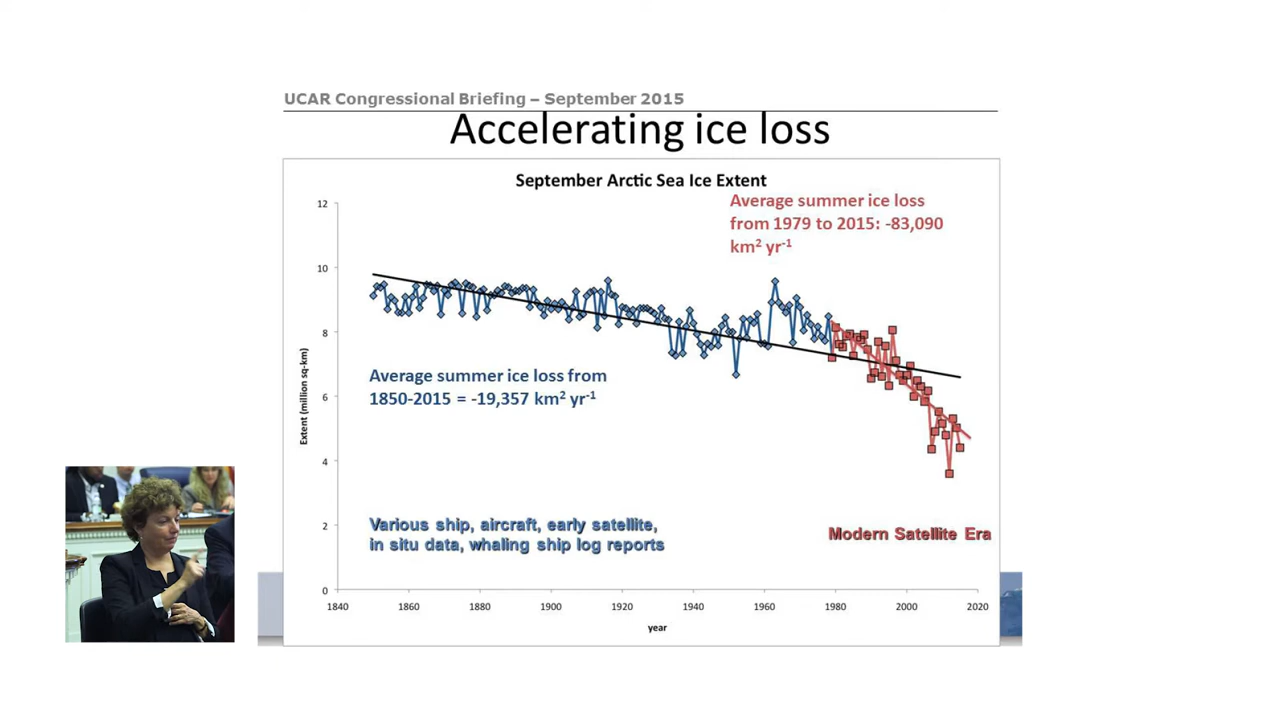 UCAR Congressional Briefing – September 2015
Accelerating ice loss
September Arctic Sea Ice Extent
Average summer ice loss
from 1979 to 2015: -83,090
km² yr⁻¹
12
10
8
6
4
2
0
Extent (million sq-km)
Average summer ice loss from
1850-2015 = -19,357 km² yr⁻¹
Various ship, aircraft, early satellite,
in situ data, whaling ship log reports
Modern Satellite Era
1840 1860 1880 1900 1920 1940 1960 1980 2000 2020
year